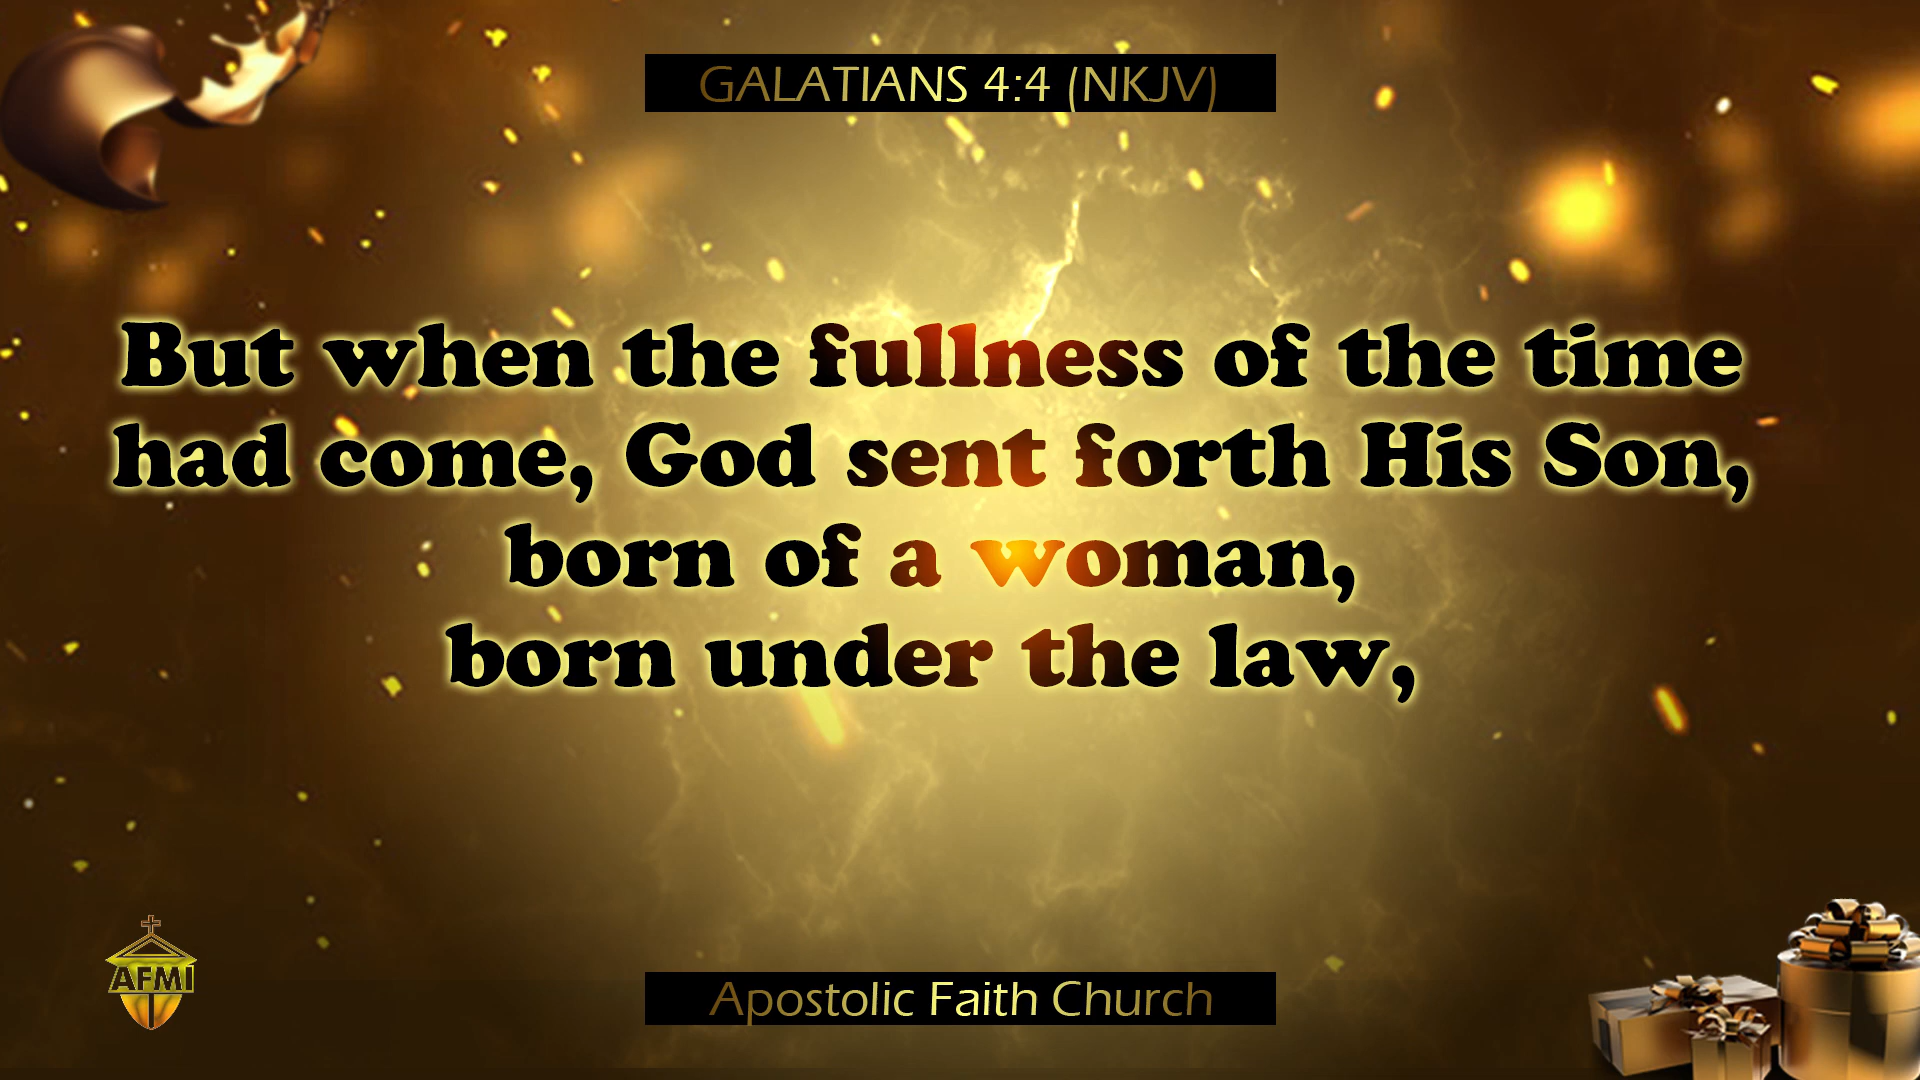 GALATIANS 4:4 (NKJV)
But when the fullness of the time
had come, God sent forth His Son,
born of a woman,
born under the law,
AFMI
Apostolic Faith Church